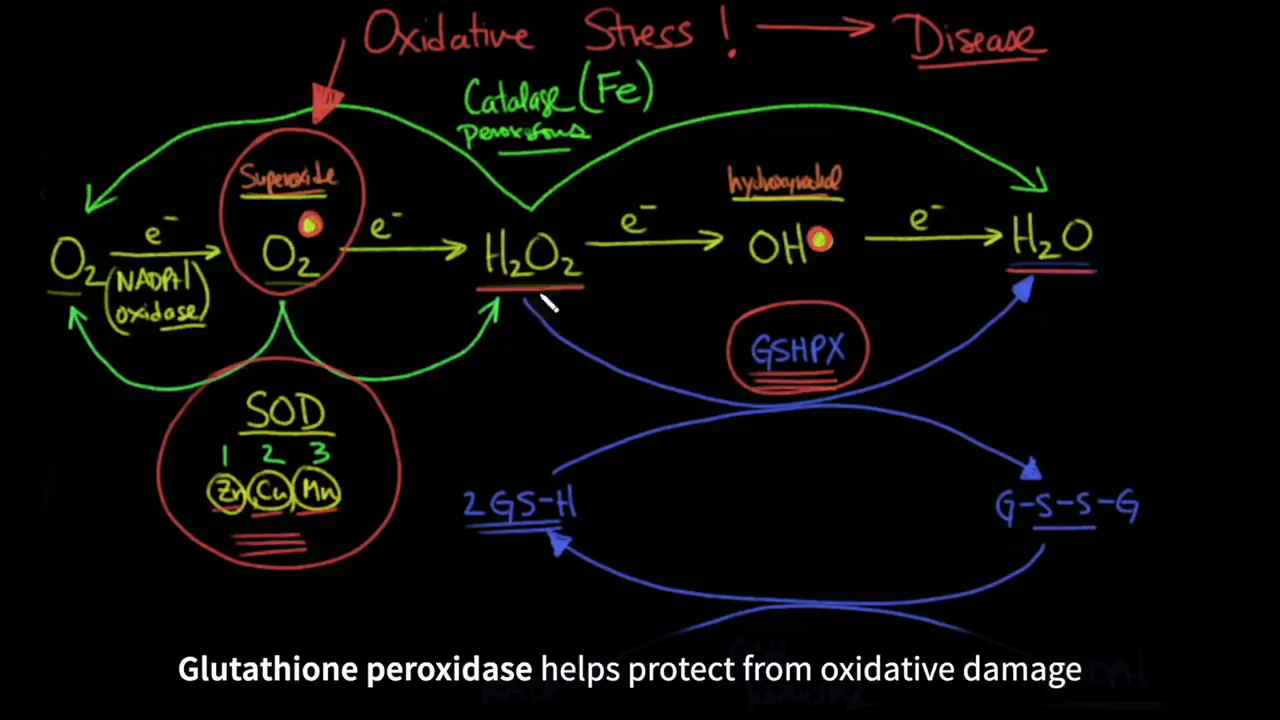 Oxidative Stress! → Disease
Catalase (Fe)
Superoxide
hydroxyradial
O₂ e⁻ O₂• e⁻ H₂O₂ e⁻ OH• e⁻ H₂O
(NADPH
oxidase)
GSHPX
SOD
1 2 3
Zn, Cu, Mn
2GS-H
G-S-S-G
Glutathione peroxidase helps protect from oxidative damage